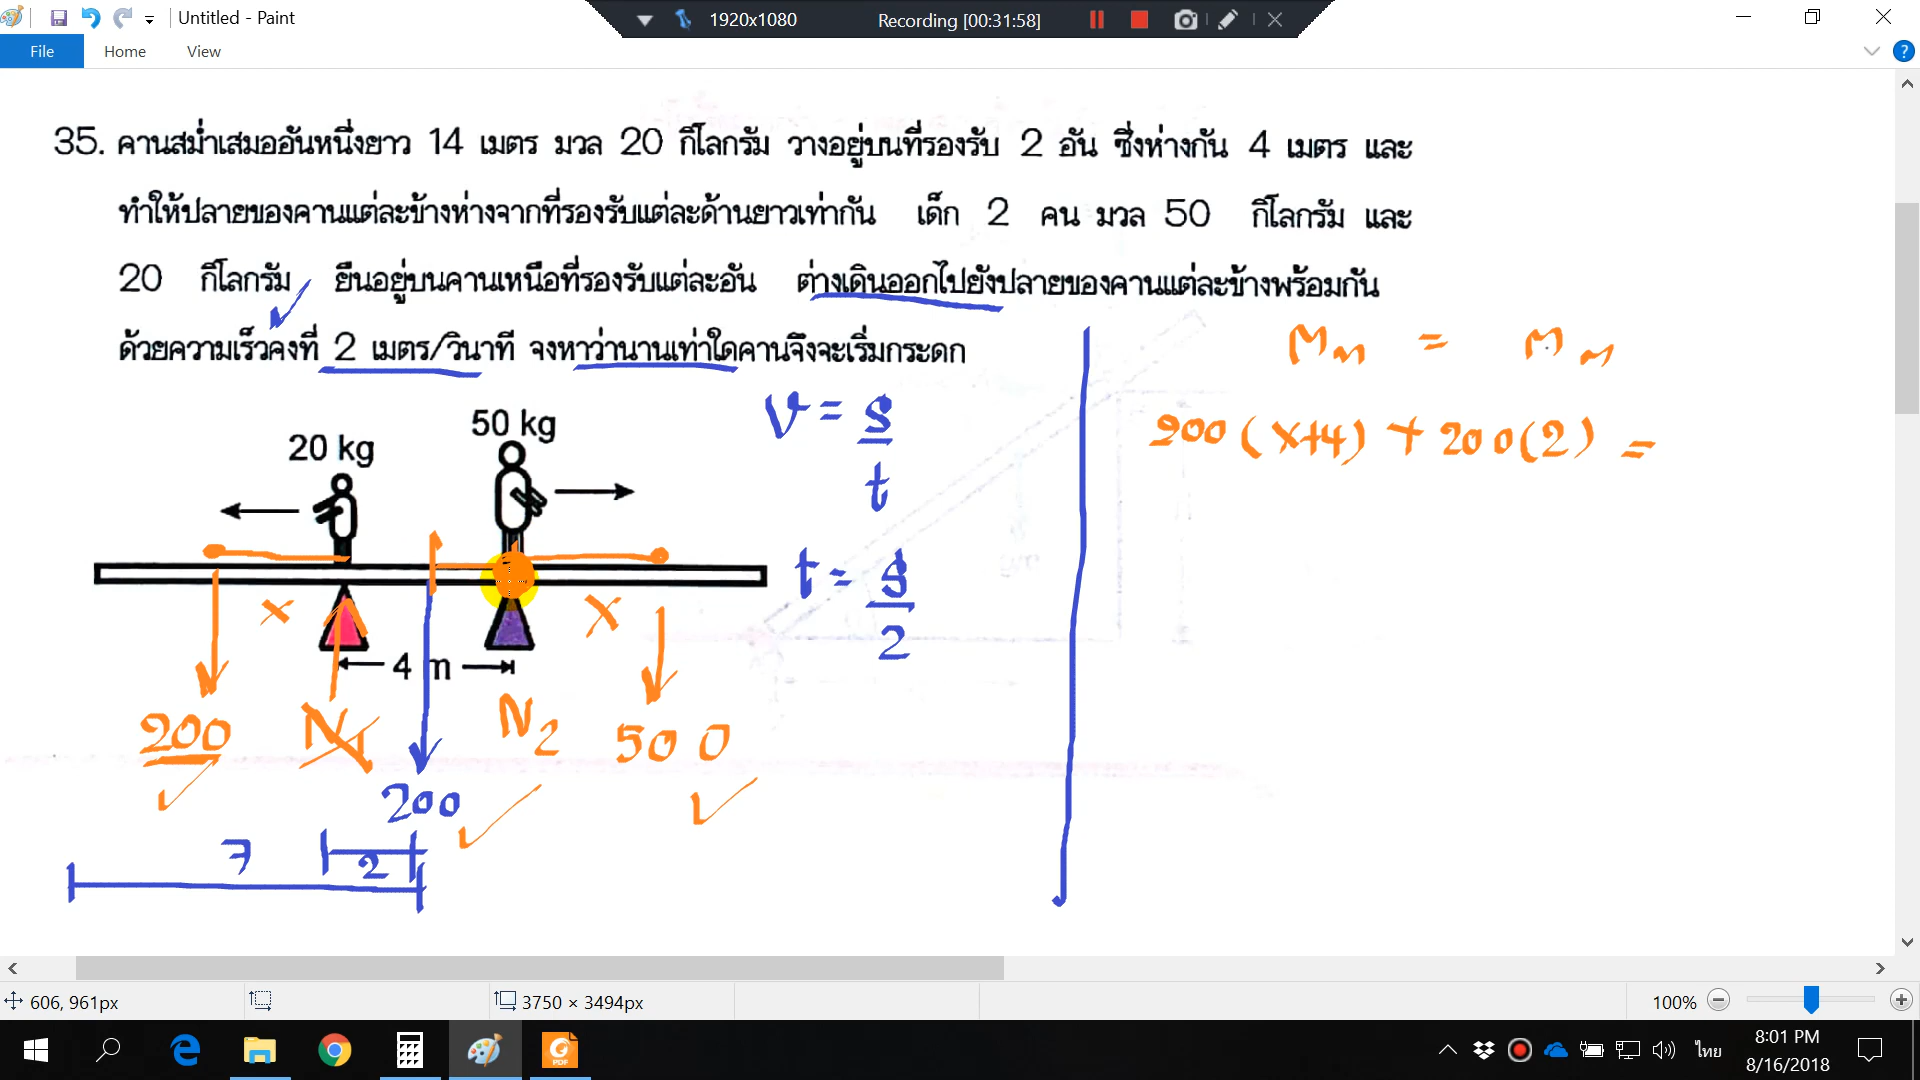 Untitled - Paint
1920x1080
Recording [00:31:58]
File
Home
View
35. คานสม่ำเสมออันหนึ่งยาว 14 เมตร มวล 20 กิโลกรัม วางอยู่บนที่รองรับ 2 อัน ซึ่งห่างกัน 4 เมตร และ
ทำให้ปลายของคานแต่ละข้างห่างจากที่รองรับแต่ละด้านยาวเท่ากัน เด็ก 2 คน มวล 50 กิโลกรัม และ
20 กิโลกรัม ยืนอยู่บนคานเหนือที่รองรับแต่ละอัน ต่างเดินออกไปยังปลายของคานแต่ละข้างพร้อมกัน
ด้วยความเร็วคงที่ 2 เมตร/วินาที จงหาว่านานเท่าใดคานจึงจะเริ่มกระดก
20 kg
50 kg
v = s
t
t = s
2
x
x
4 m
200
N1
N2
500
200
7
2
200 (x+4) + 200(2) =
606, 961px
3750 × 3494px
100%
ไทย
8:01 PM
8/16/2018
PDF